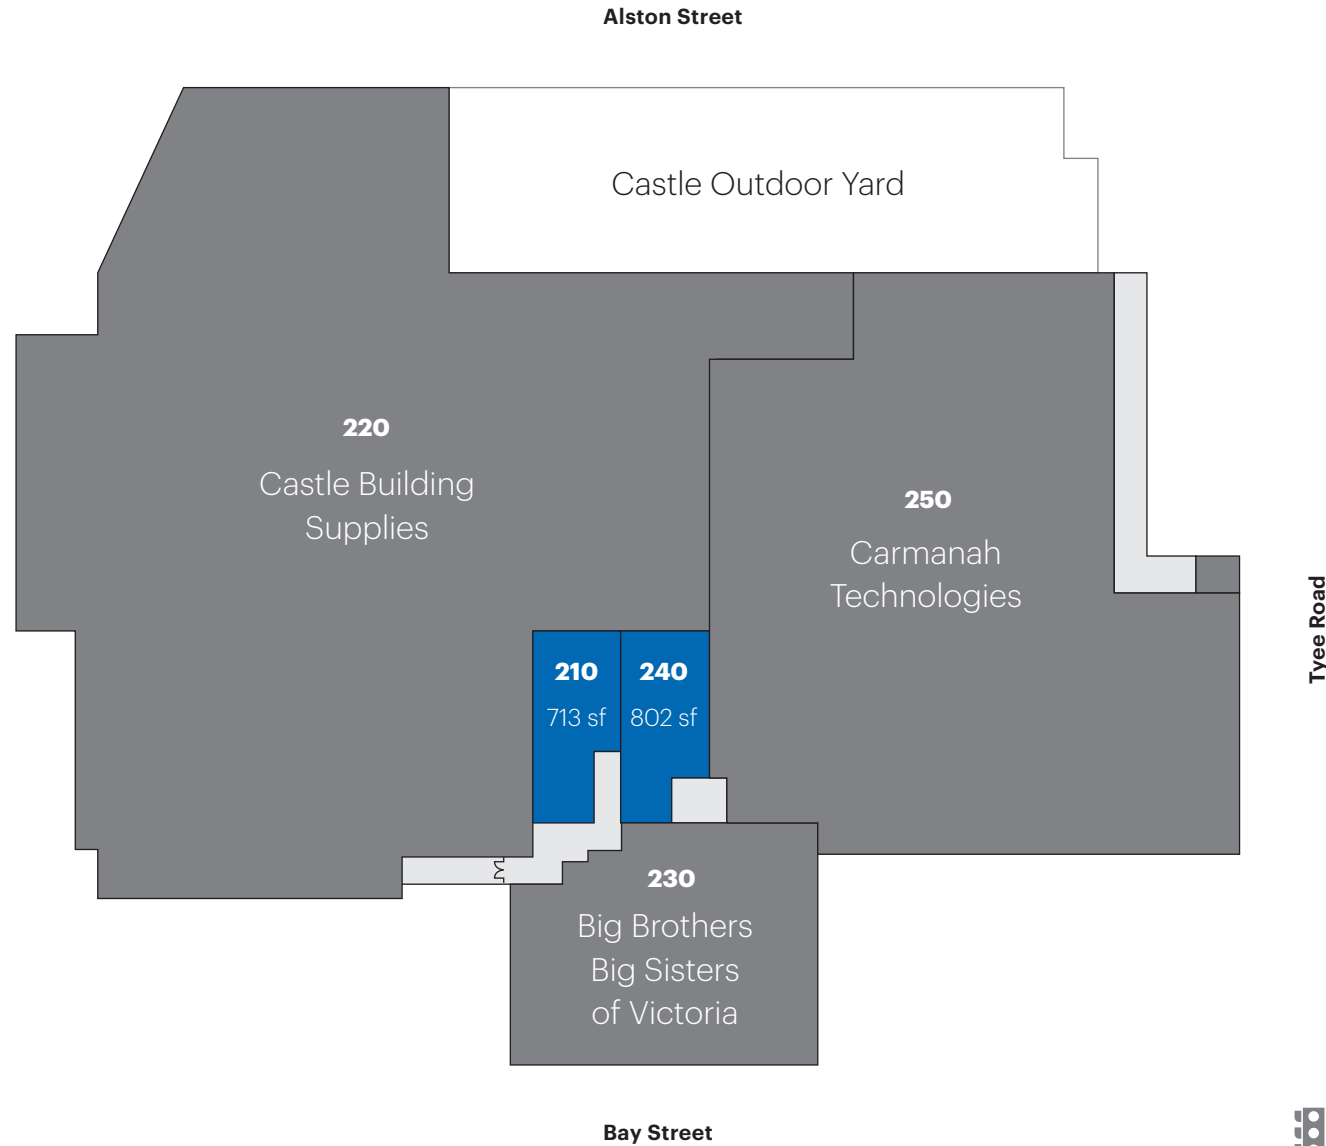 Alston Street
Castle Outdoor Yard
220
Castle Building
Supplies
250
Carmanah
Technologies
Tyee Road
210
713 sf
240
802 sf
230
Big Brothers
Big Sisters
of Victoria
Bay Street